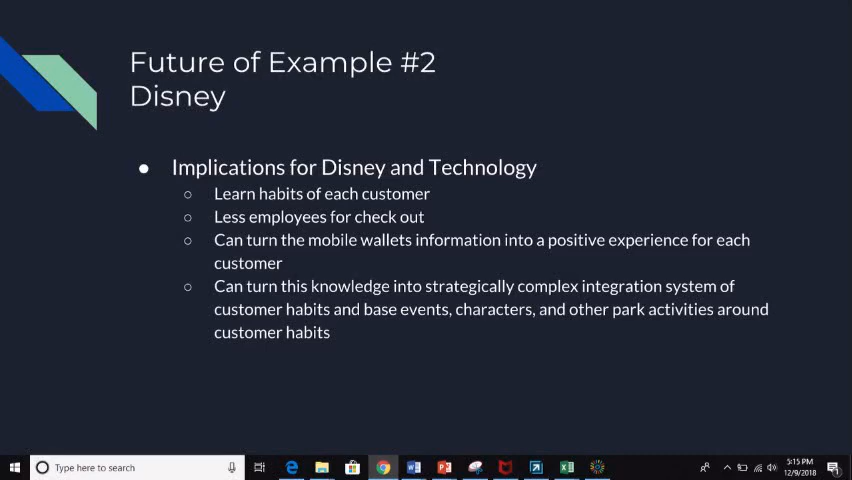 Future of Example #2
Disney
● Implications for Disney and Technology
○ Learn habits of each customer
○ Less employees for check out
○ Can turn the mobile wallets information into a positive experience for each
customer
○ Can turn this knowledge into strategically complex integration system of
customer habits and base events, characters, and other park activities around
customer habits
Type here to search
5:15 PM
12/9/2018